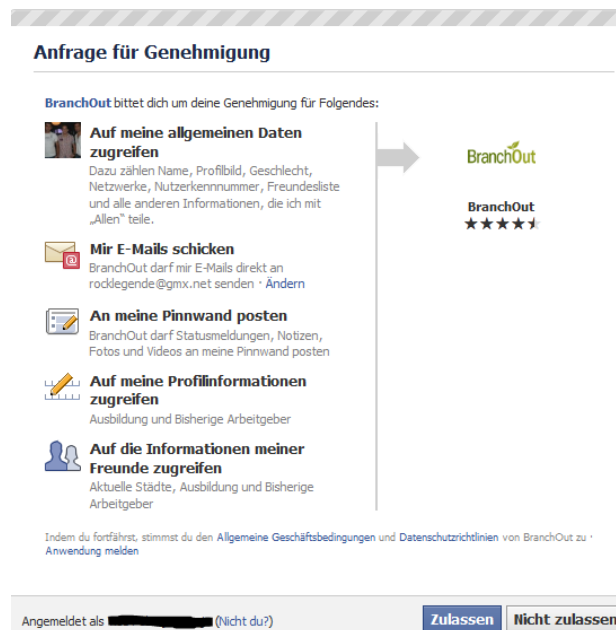 Anfrage für Genehmigung
BranchOut bittet dich um deine Genehmigung für Folgendes:
Auf meine allgemeinen Daten
zugreifen
Dazu zählen Name, Profilbild, Geschlecht,
Netzwerke, Nutzerkennnummer, Freundesliste
und alle anderen Informationen, die ich mit
„Allen" teile.
BranchOut
BranchOut
Mir E-Mails schicken
BranchOut darf mir E-Mails direkt an
rocklegende@gmx.net senden · Ändern
An meine Pinnwand posten
BranchOut darf Statusmeldungen, Notizen,
Fotos und Videos an meine Pinnwand posten
Auf meine Profilinformationen
zugreifen
Ausbildung und Bisherige Arbeitgeber
Auf die Informationen meiner
Freunde zugreifen
Aktuelle Städte, Ausbildung und Bisherige
Arbeitgeber
Indem du fortfährst, stimmst du den Allgemeine Geschäftsbedingungen und Datenschutzrichtlinien von BranchOut zu ·
Anwendung melden
Angemeldet als (Nicht du?)
Zulassen Nicht zulassen